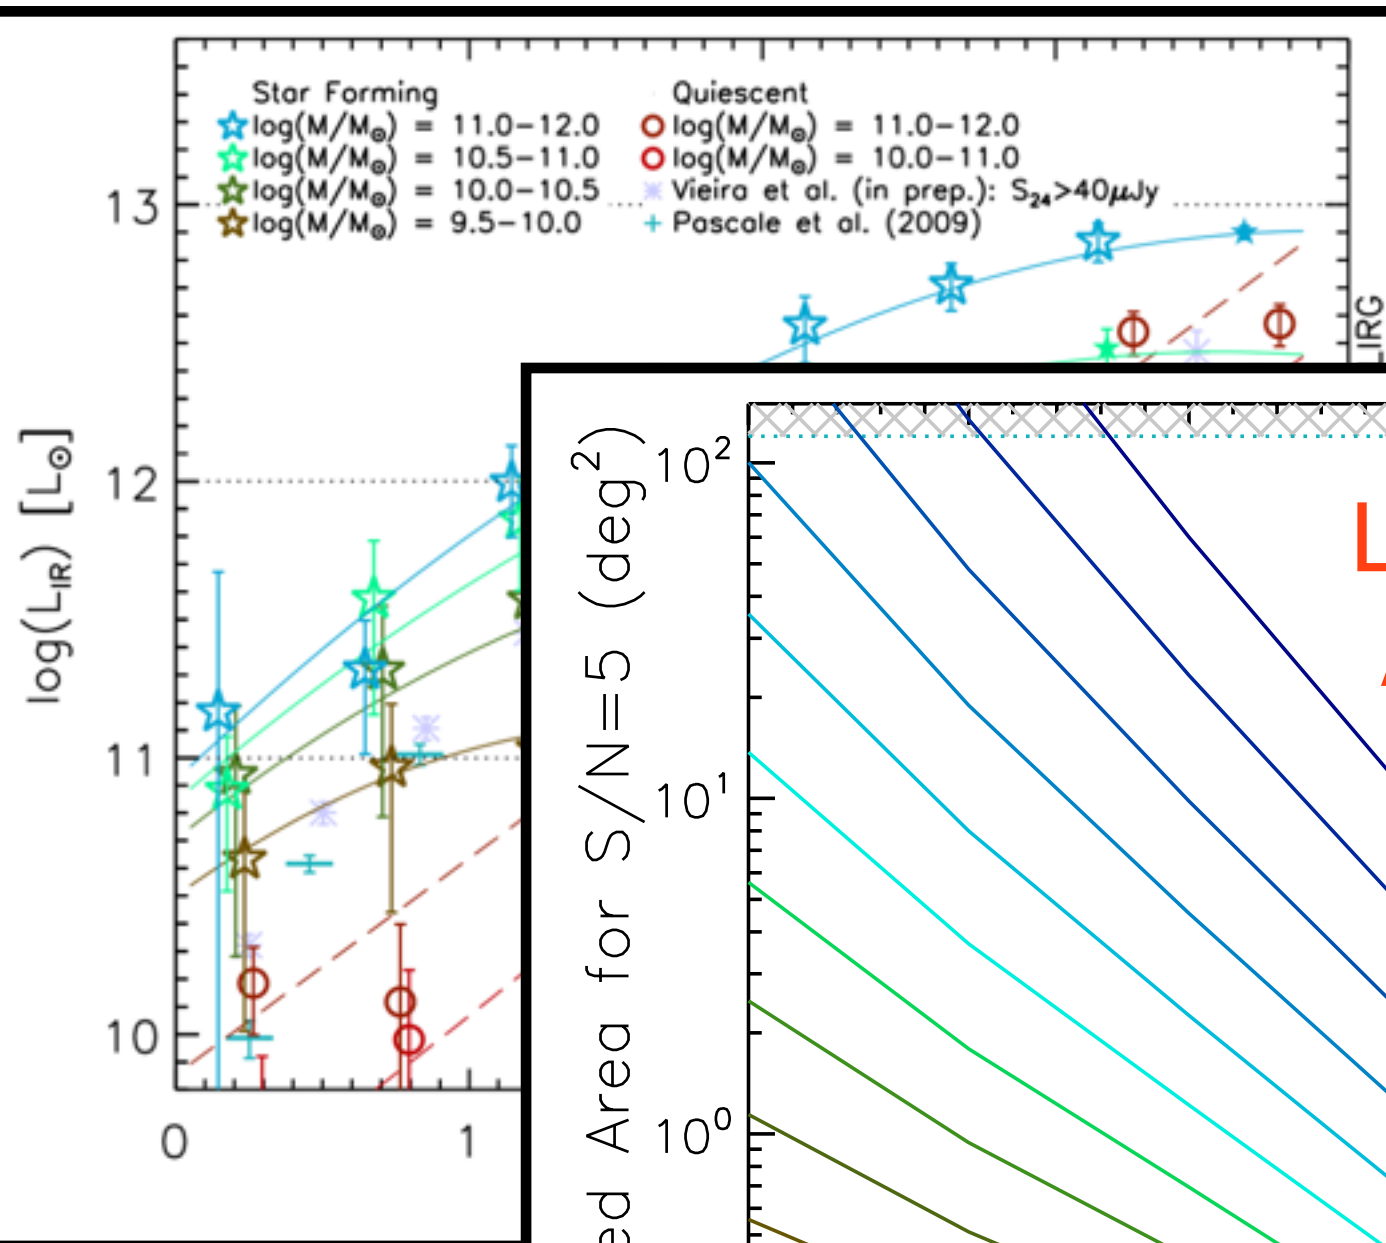 Star Forming
log(M/M☉) = 11.0−12.0
log(M/M☉) = 10.5−11.0
log(M/M☉) = 10.0−10.5
log(M/M☉) = 9.5−10.0
Quiescent
log(M/M☉) = 11.0−12.0
log(M/M☉) = 10.0−11.0
Vieira et al. (in prep.): S₂₄>40μJy
Pascale et al. (2009)
13
12
11
10
log(L_IR) [L☉]
0
1
_IRG
ed Area for S/N=5 (deg²)
10²
10¹
10⁰
L